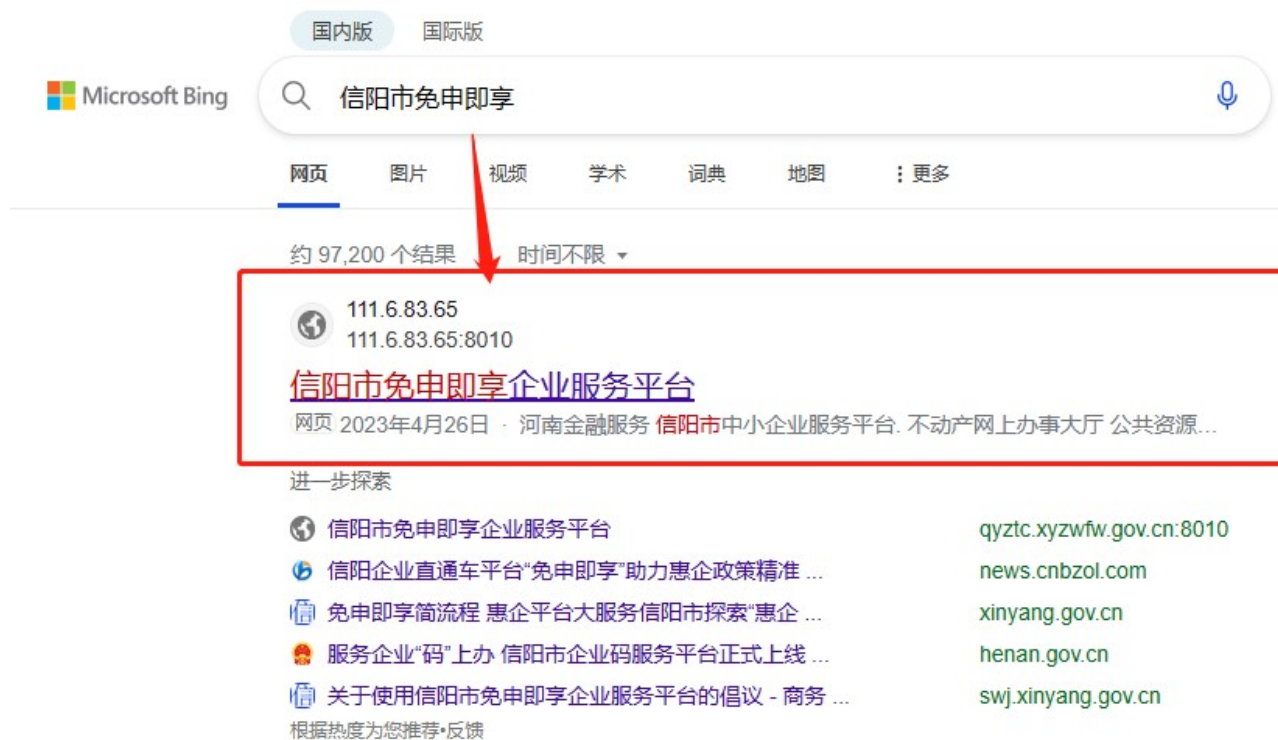 国内版 国际版
Microsoft Bing 信阳市免申即享
网页 图片 视频 学术 词典 地图 更多
约 97,200 个结果 时间不限
111.6.83.65
111.6.83.65:8010
信阳市免申即享企业服务平台
网页 2023年4月26日 · 河南金融服务 信阳市中小企业服务平台. 不动产网上办事大厅 公共资源…
进一步探索
信阳市免申即享企业服务平台 qyztc.xyzwfw.gov.cn:8010
信阳企业直通车平台“免申即享”助力惠企政策精准 ... news.cnbzol.com
免申即享简流程 惠企平台大服务信阳市探索“惠企 ... xinyang.gov.cn
服务企业“码”上办 信阳市企业码服务平台正式上线 ... henan.gov.cn
关于使用信阳市免申即享企业服务平台的倡议 - 商务 ... swj.xinyang.gov.cn
根据热度为您推荐•反馈